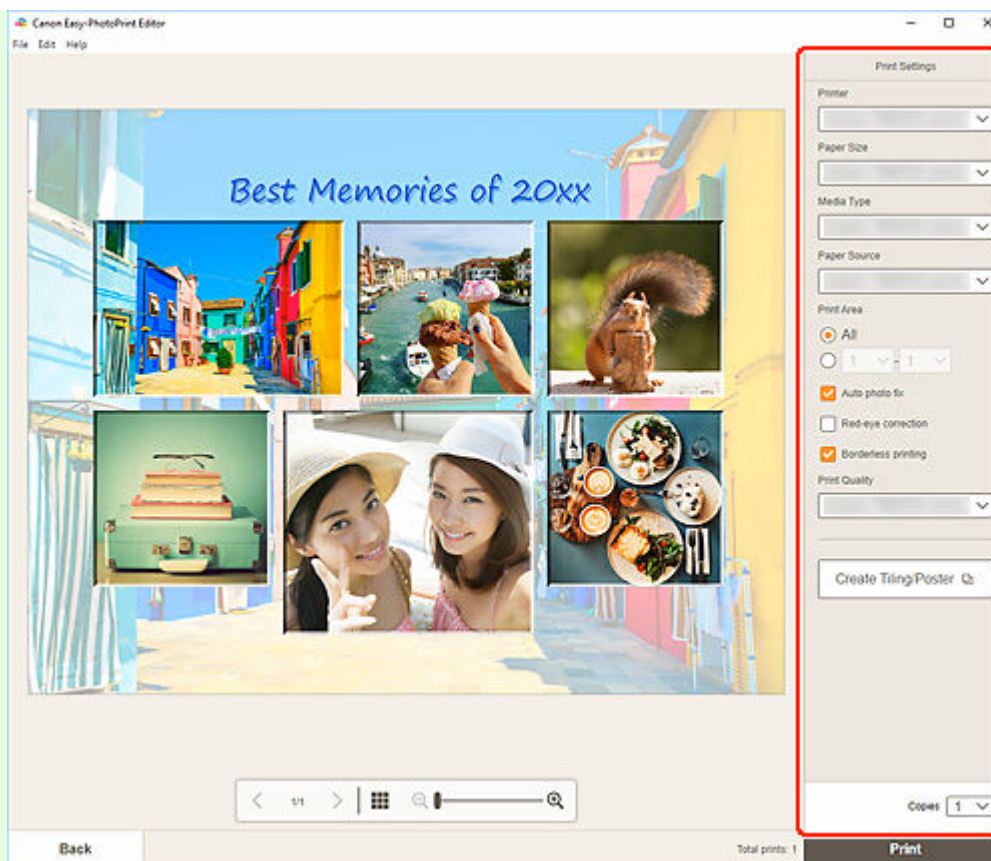 Canon Easy-PhotoPrint Editor
File Edit Help
Best Memories of 20xx
Print Settings
Printer
Paper Size
Media Type
Paper Source
Print Area
All
1 - 1
Auto photo fix
Red-eye correction
Borderless printing
Print Quality
Create Tiling/Poster
1/1
Copies 1
Back
Total prints: 1
Print